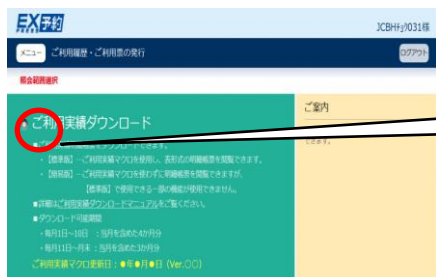 EX予約
JCBHﾁｭｳ031様
メニュー ご利用履歴・ご利用票の発行
ログアウト
照会範囲選択
ご利用実績ダウンロード
ご案内
できます。
・【標準版】…ご利用実績マクロを使用し、表形式の明細帳票を閲覧できます。
・【簡易版】…ご利用実績マクロを使わずに明細帳票を閲覧できますが、
【標準版】で使用できる一部の機能が使用できません。
■詳細はご利用実績ダウンロードマニュアルをご覧ください。
■ダウンロード可能期間
・毎月1日～10日 ：当月を含めた4か月分
・毎月11日～月末 ：当月を含めた3か月分
ご利用実績マクロ更新日：●年●月●日 (Ver.〇〇)